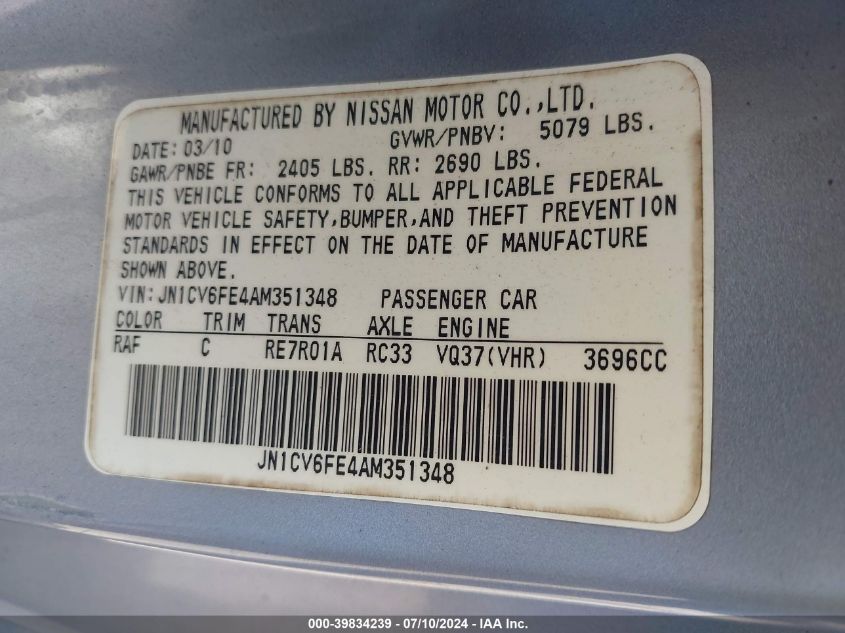 MANUFACTURED BY NISSAN MOTOR CO.,LTD.
DATE: 03/10 GVWR/PNBV: 5079 LBS.
GAWR/PNBE FR: 2405 LBS. RR: 2690 LBS.
THIS VEHICLE CONFORMS TO ALL APPLICABLE FEDERAL
MOTOR VEHICLE SAFETY,BUMPER,AND THEFT PREVENTION
STANDARDS IN EFFECT ON THE DATE OF MANUFACTURE
SHOWN ABOVE.
VIN: JN1CV6FE4AM351348 PASSENGER CAR
COLOR TRIM TRANS AXLE ENGINE
RAF C RE7R01A RC33 VQ37(VHR) 3696CC
JN1CV6FE4AM351348
000-39834239 - 07/10/2024 - IAA Inc.